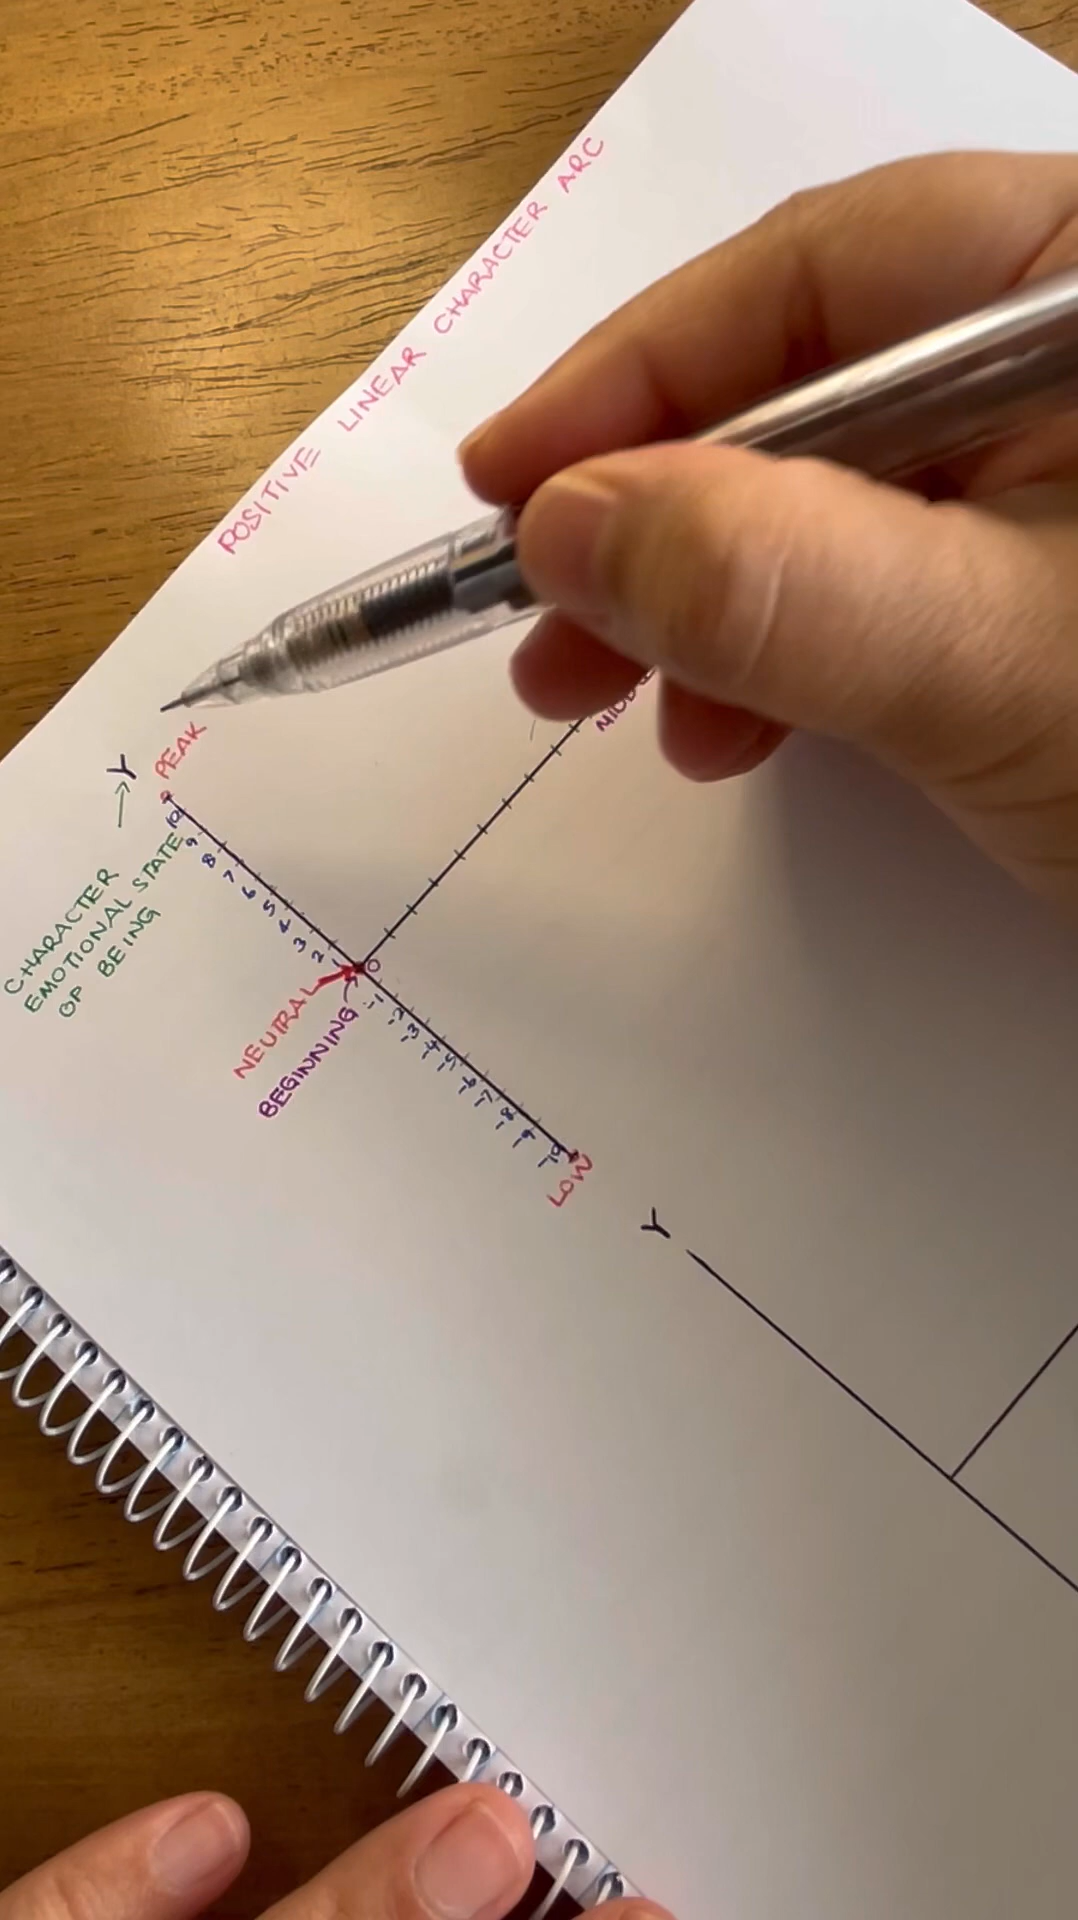 POSITIVE LINEAR CHARACTER ARC
Y
PEAK
CHARACTER
EMOTIONAL STATE
OF BEING
10
9
8
7
6
5
4
3
2
1
0
NEUTRAL
BEGINNING
-1
-2
-3
-4
-5
-6
-7
-8
-9
-10
LOW
Y